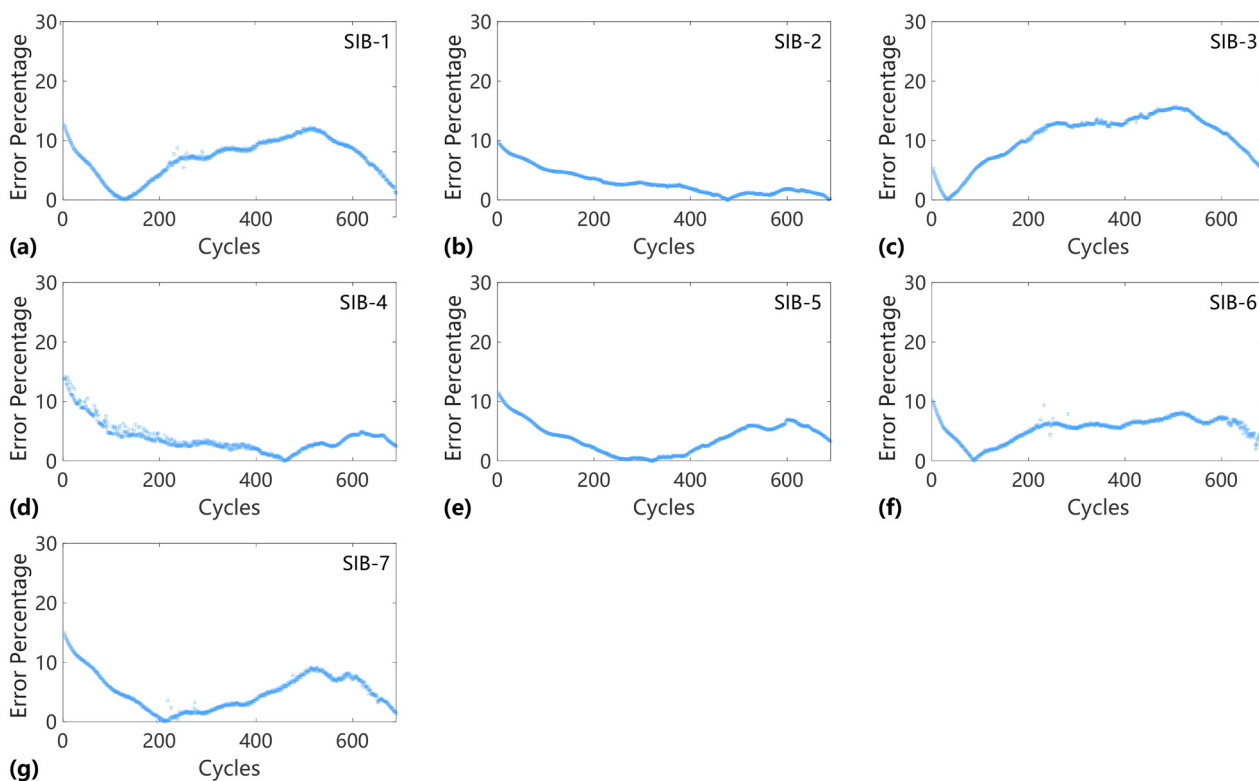 30
SIB-1
20
10
0
0 200 400 600
Error Percentage
Cycles
(a)
30
SIB-2
20
10
0
0 200 400 600
Error Percentage
Cycles
(b)
30
SIB-3
20
10
0
0 200 400 600
Error Percentage
Cycles
(c)
30
SIB-4
20
10
0
0 200 400 600
Error Percentage
Cycles
(d)
30
SIB-5
20
10
0
0 200 400 600
Error Percentage
Cycles
(e)
30
SIB-6
20
10
0
0 200 400 600
Error Percentage
Cycles
(f)
30
SIB-7
20
10
0
0 200 400 600
Error Percentage
Cycles
(g)